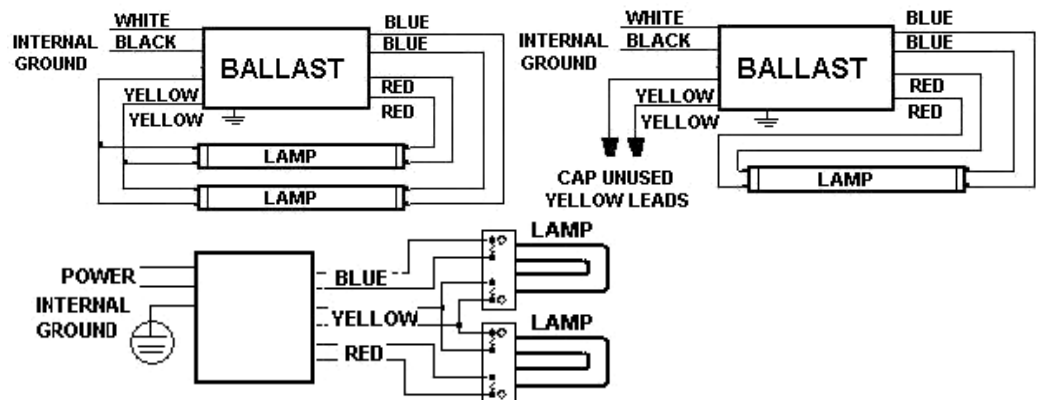 WHITE
BLACK
INTERNAL
GROUND
BALLAST
BLUE
BLUE
RED
RED
YELLOW
YELLOW
LAMP
LAMP
WHITE
BLACK
INTERNAL
GROUND
BALLAST
BLUE
BLUE
RED
RED
YELLOW
YELLOW
CAP UNUSED
YELLOW LEADS
LAMP
POWER
INTERNAL
GROUND
BLUE
YELLOW
RED
LAMP
LAMP